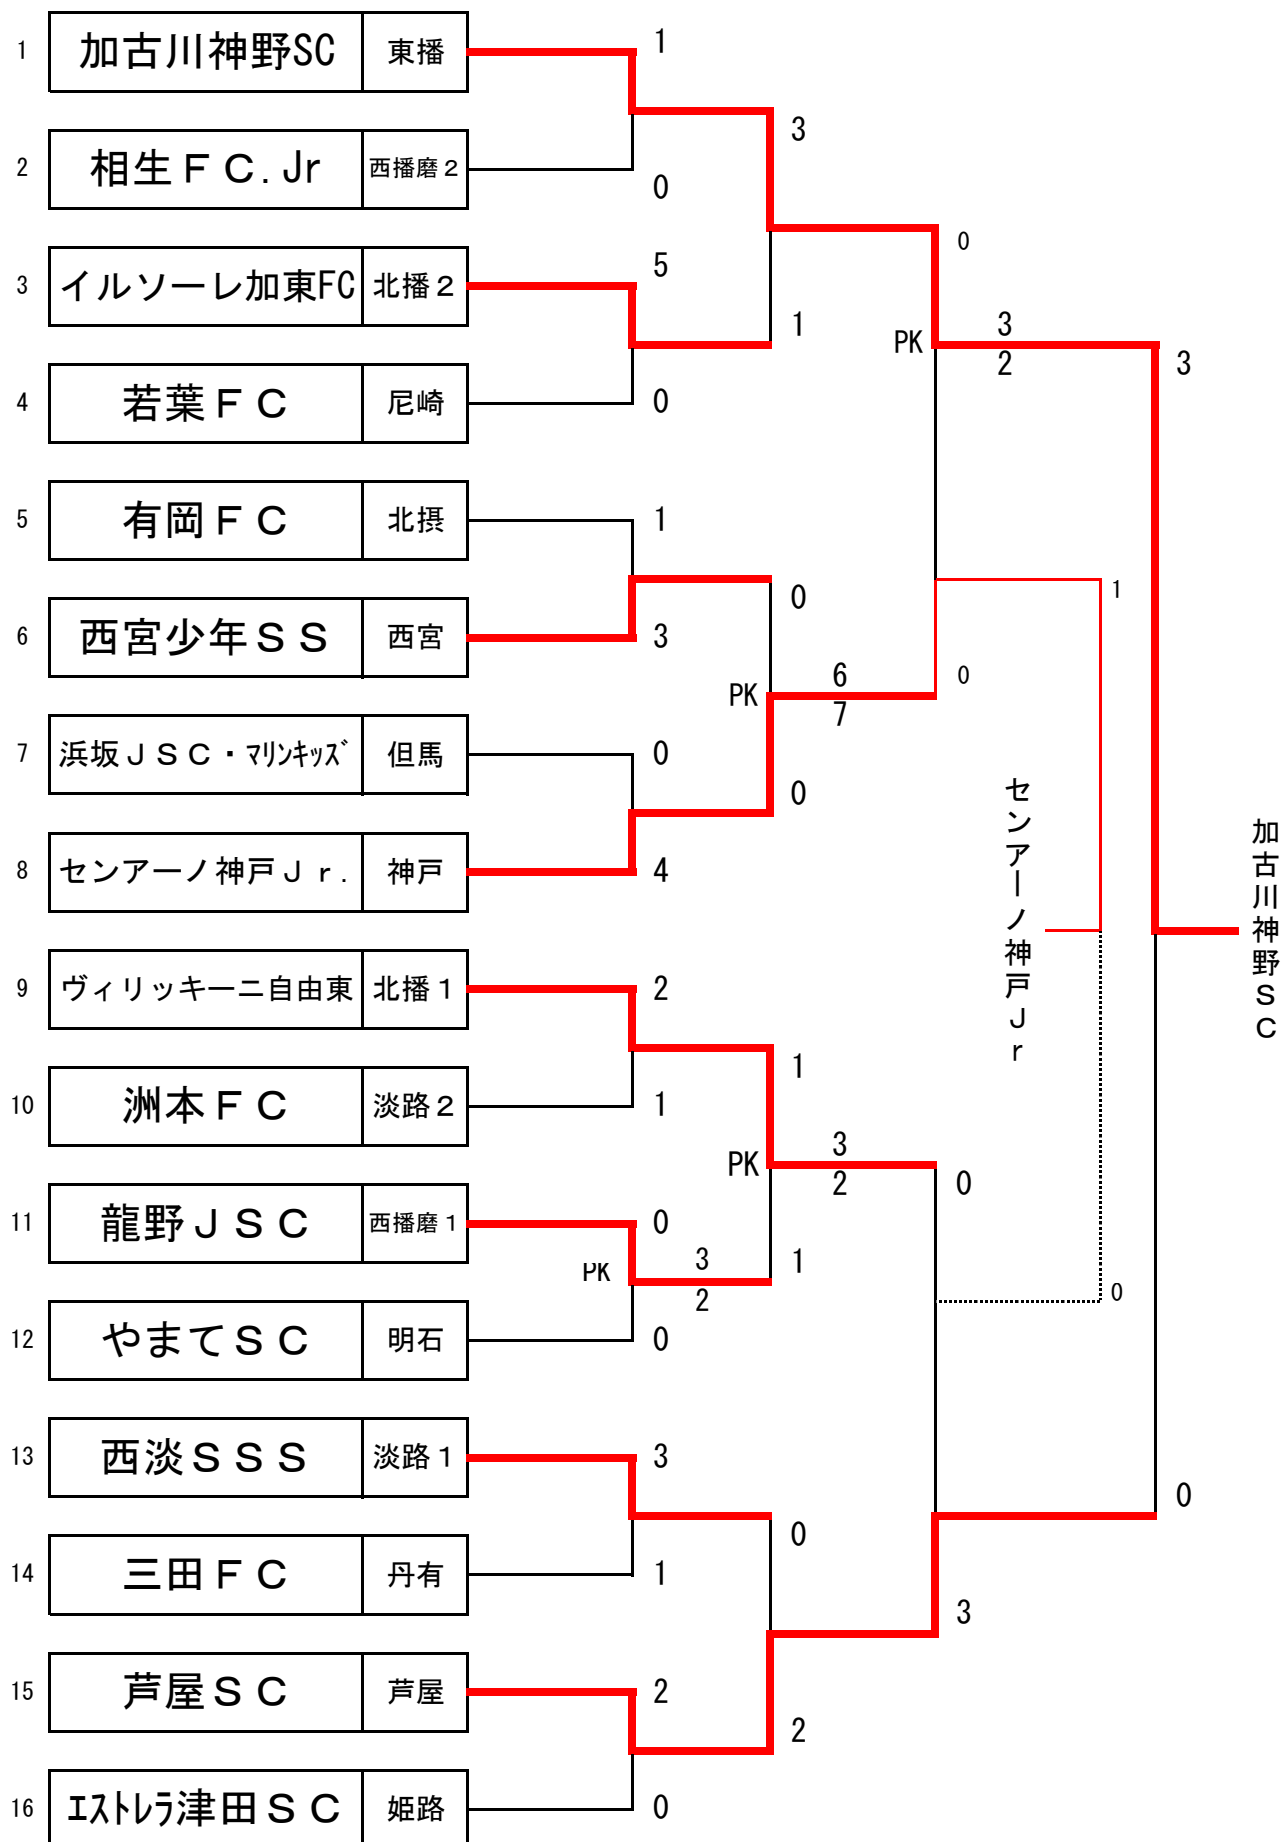 1 加古川神野SC 東播
1
3
2 相生ＦＣ.Jr 西播磨２
0
0
3 イルソーレ加東FC 北播２
5
1
PK
3
2
3
4 若葉ＦＣ 尼崎
0
5 有岡ＦＣ 北摂
1
0
1
6 西宮少年ＳＳ 西宮
3
PK
6
7
0
7 浜坂ＪＳＣ・ﾏﾘﾝｷｯｽﾞ 但馬
0
0
8 センアーノ神戸Ｊｒ. 神戸
4
センアーノ神戸Ｊｒ
加古川神野ＳＣ
9 ヴィリッキーニ自由東 北播１
2
1
10 洲本ＦＣ 淡路２
1
PK
3
2
0
11 龍野ＪＳＣ 西播磨１
0
PK
3
2
1
0
12 やまてＳＣ 明石
0
13 西淡ＳＳＳ 淡路１
3
0
0
14 三田ＦＣ 丹有
1
3
15 芦屋ＳＣ 芦屋
2
2
16 ｴｽﾄﾚﾗ津田ＳＣ 姫路
0